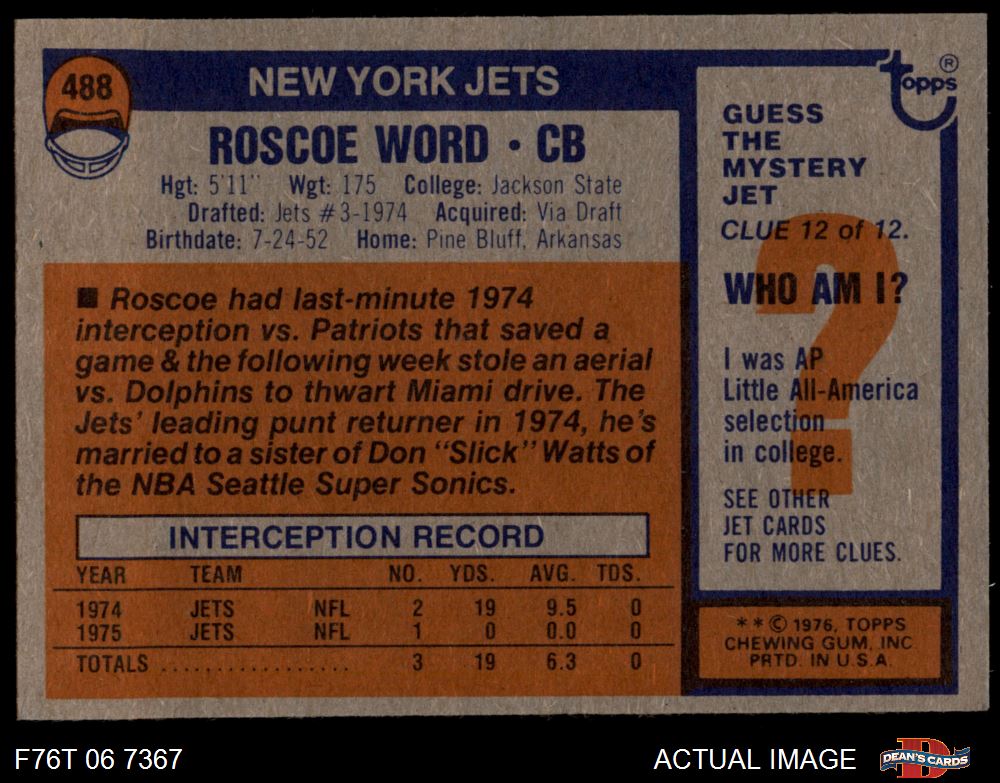 488
NEW YORK JETS
topps®
ROSCOE WORD • CB
Hgt: 5'11" Wgt: 175 College: Jackson State
Drafted: Jets #3-1974 Acquired: Via Draft
Birthdate: 7-24-52 Home: Pine Bluff, Arkansas
■ Roscoe had last-minute 1974
interception vs. Patriots that saved a
game & the following week stole an aerial
vs. Dolphins to thwart Miami drive. The
Jets' leading punt returner in 1974, he's
married to a sister of Don "Slick" Watts of
the NBA Seattle Super Sonics.
INTERCEPTION RECORD
YEAR TEAM NO. YDS. AVG. TDS.
1974 JETS NFL 2 19 9.5 0
1975 JETS NFL 1 0 0.0 0
TOTALS .................. 3 19 6.3 0
GUESS
THE
MYSTERY
JET
CLUE 12 of 12.
WHO AM I?
?
I was AP
Little All-America
selection
in college.
SEE OTHER
JET CARDS
FOR MORE CLUES.
* * © 1976, TOPPS
CHEWING GUM, INC.
PRTD. IN U.S.A.
F76T 06 7367
ACTUAL IMAGE
D
DEAN'S CARDS